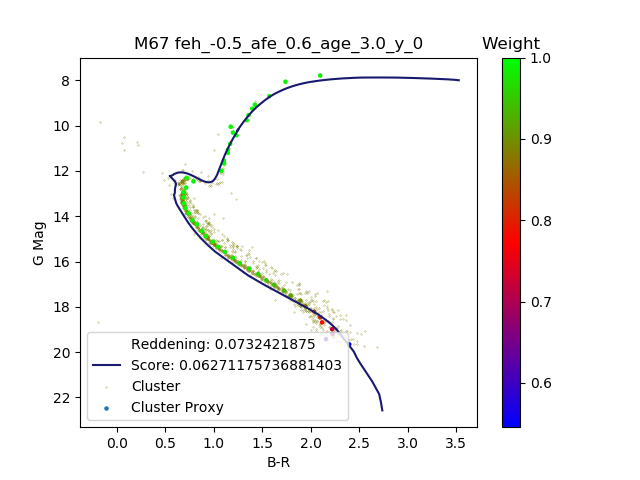 M67 feh_-0.5_afe_0.6_age_3.0_y_0
Weight
8
10
12
14
16
18
20
22
G Mag
0.0
0.5
1.0
1.5
2.0
2.5
3.0
3.5
B-R
Reddening: 0.0732421875
Score: 0.06271175736881403
Cluster
Cluster Proxy
1.0
0.9
0.8
0.7
0.6